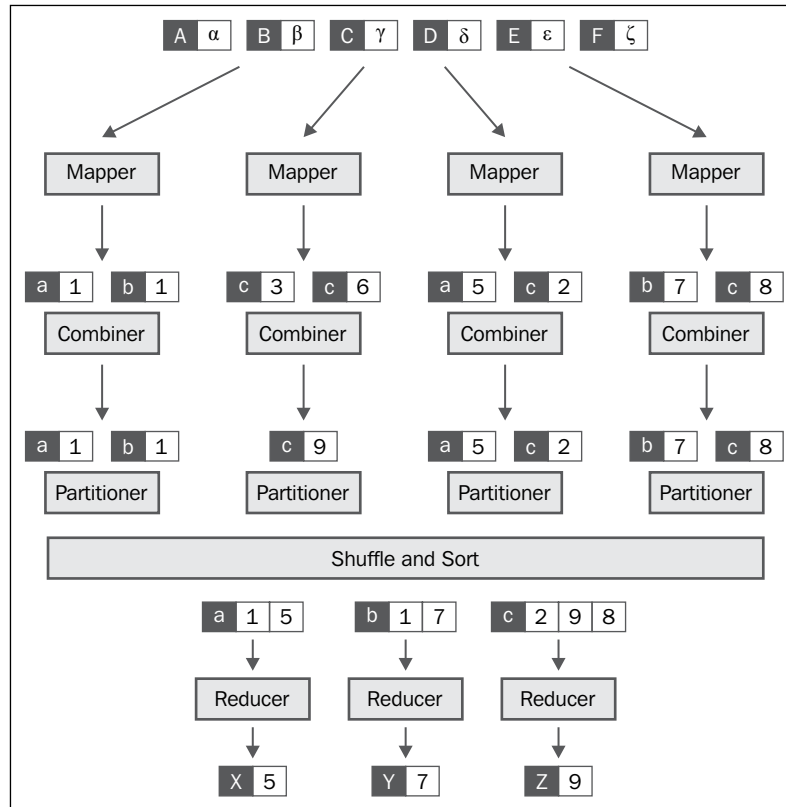 A α B β C γ D δ E ε F ζ
Mapper Mapper Mapper Mapper
a 1 b 1 c 3 c 6 a 5 c 2 b 7 c 8
Combiner Combiner Combiner Combiner
a 1 b 1 c 9 a 5 c 2 b 7 c 8
Partitioner Partitioner Partitioner Partitioner
Shuffle and Sort
a 1 5 b 1 7 c 2 9 8
Reducer Reducer Reducer
X 5 Y 7 Z 9